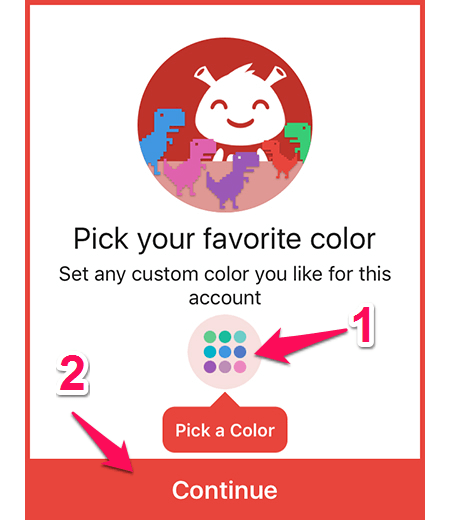 Pick your favorite color
Set any custom color you like for this
account
1
2
Pick a Color
Continue